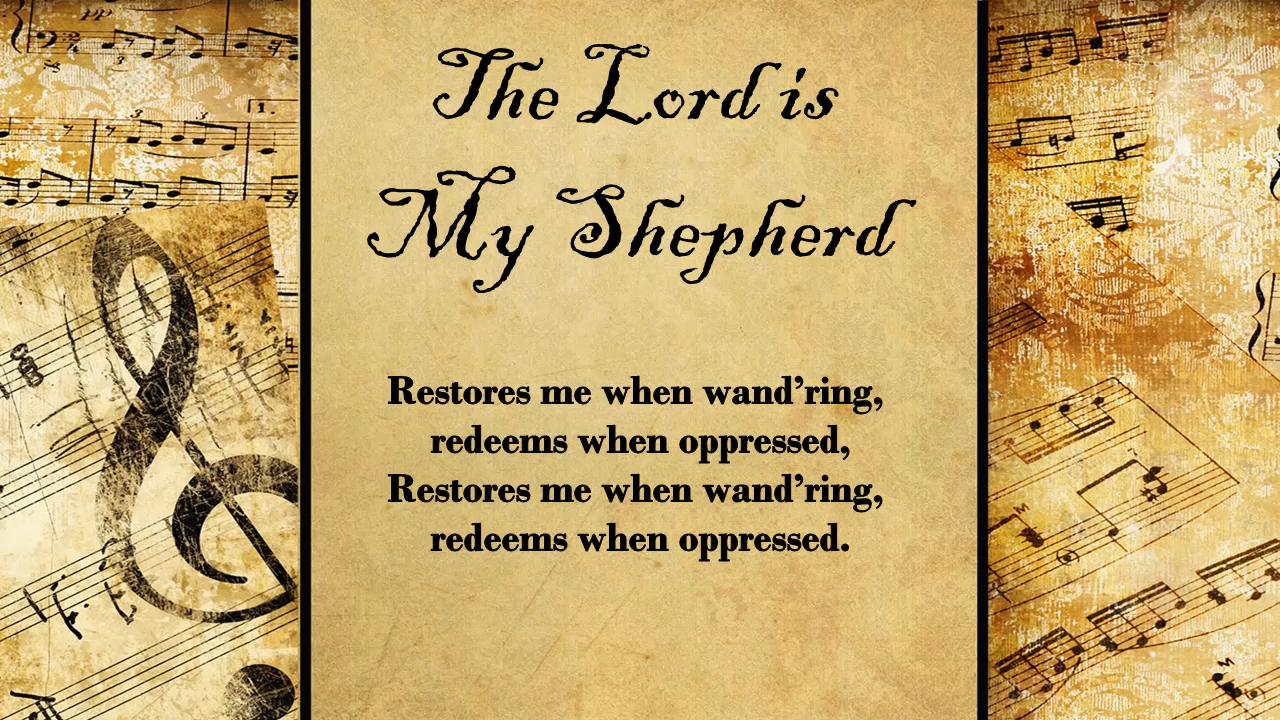 The Lord is
My Shepherd
Restores me when wand’ring,
redeems when oppressed,
Restores me when wand’ring,
redeems when oppressed.